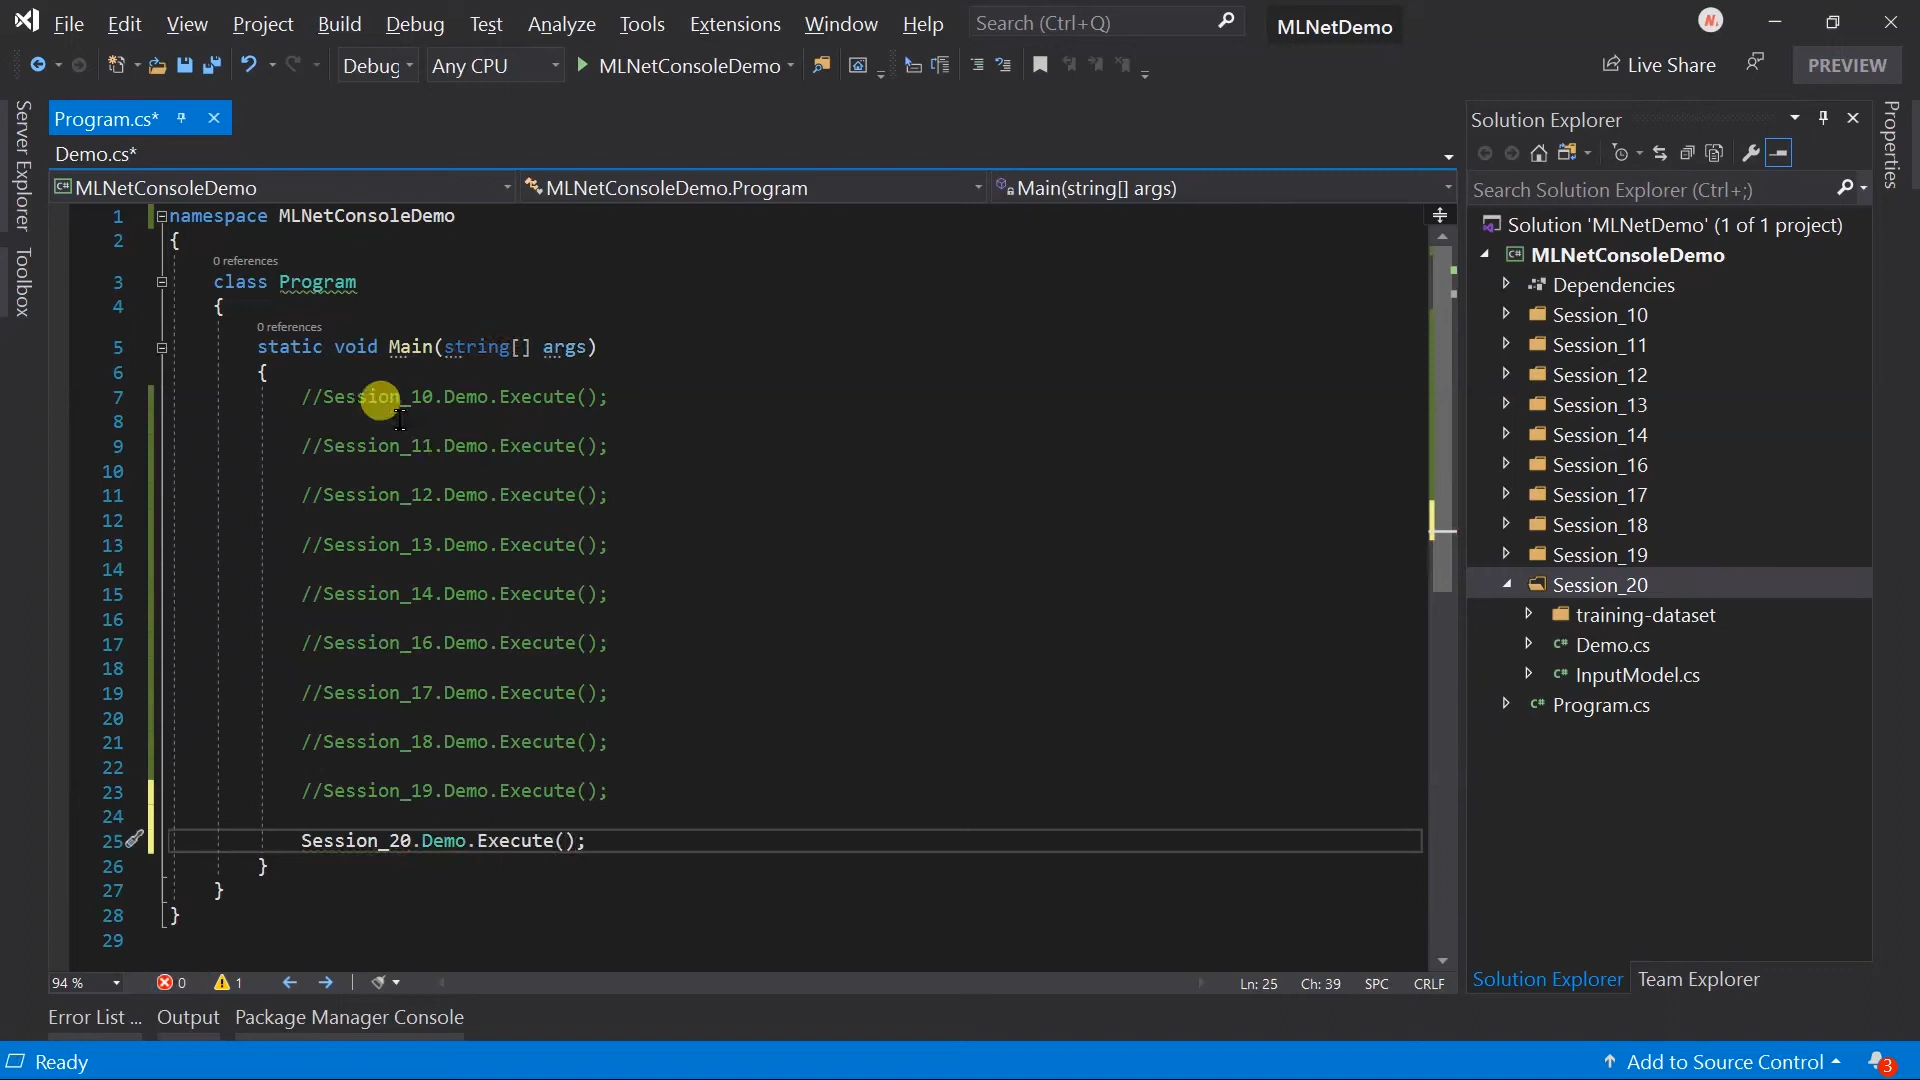 File Edit View Project Build Debug Test Analyze Tools Extensions Window Help Search (Ctrl+Q) MLNetDemo
Debug Any CPU MLNetConsoleDemo Live Share PREVIEW
Server Explorer
Toolbox
Program.cs*
Demo.cs*
MLNetConsoleDemo MLNetConsoleDemo.Program Main(string[] args)
1 namespace MLNetConsoleDemo
2 {
0 references
3 class Program
4 {
0 references
5 static void Main(string[] args)
6 {
7 //Session_10.Demo.Execute();
8
9 //Session_11.Demo.Execute();
10
11 //Session_12.Demo.Execute();
12
13 //Session_13.Demo.Execute();
14
15 //Session_14.Demo.Execute();
16
17 //Session_16.Demo.Execute();
18
19 //Session_17.Demo.Execute();
20
21 //Session_18.Demo.Execute();
22
23 //Session_19.Demo.Execute();
24
25 Session_20.Demo.Execute();
26 }
27 }
28 }
29
94 % 0 1 Ln: 25 Ch: 39 SPC CRLF
Error List ... Output Package Manager Console
Solution Explorer
Search Solution Explorer (Ctrl+;)
Solution 'MLNetDemo' (1 of 1 project)
MLNetConsoleDemo
Dependencies
Session_10
Session_11
Session_12
Session_13
Session_14
Session_16
Session_17
Session_18
Session_19
Session_20
training-dataset
Demo.cs
InputModel.cs
Program.cs
Solution Explorer Team Explorer
Properties
Ready Add to Source Control 3